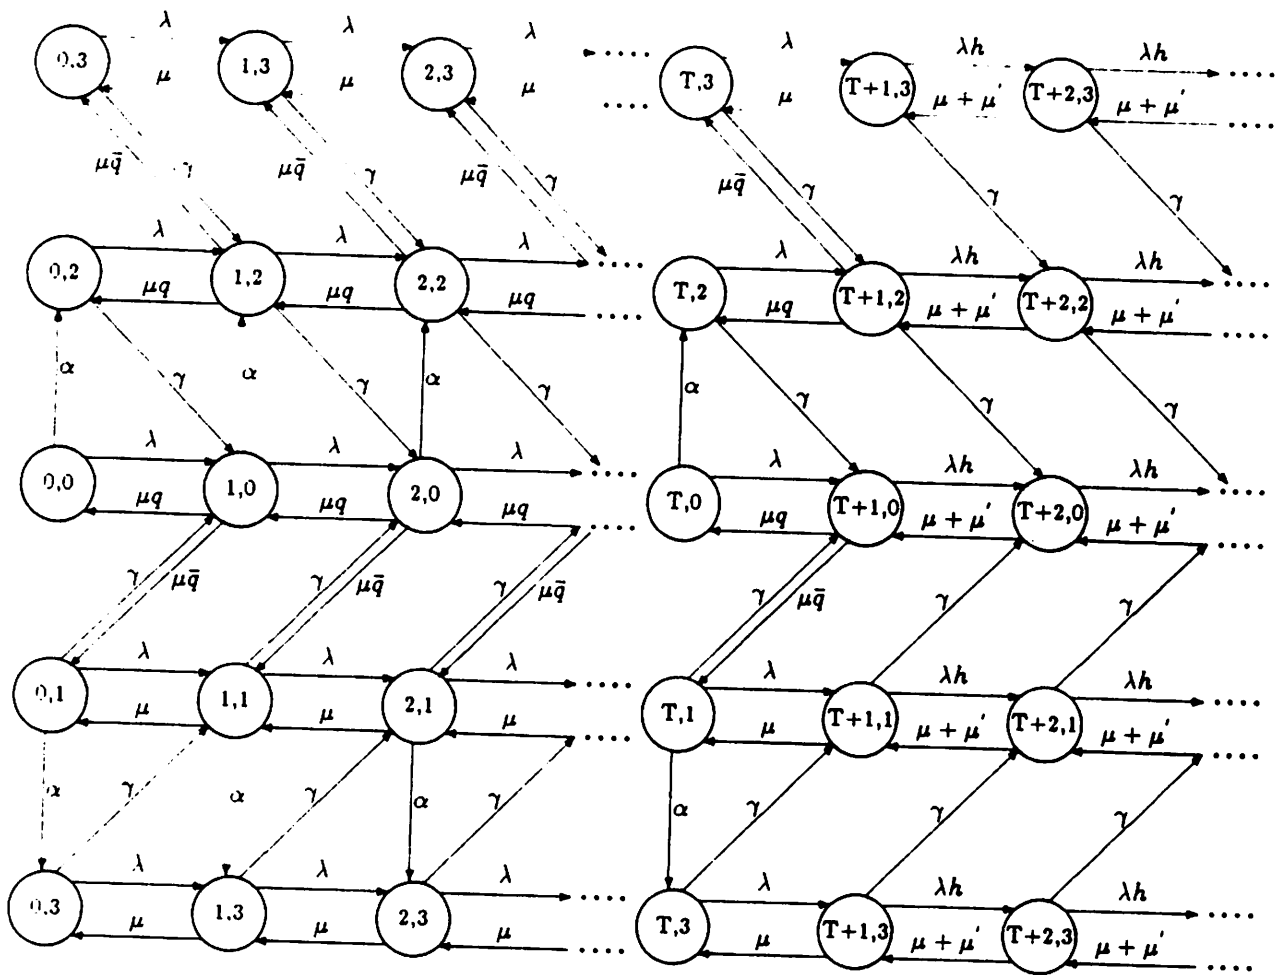 λ λ λ λ λh λh
0,3 1,3 2,3 .... T,3 T+1,3 T+2,3 ....
μ μ μ .... μ μ + μ' μ + μ' ....
μq̄ γ μq̄ γ μq̄ γ μq̄ γ γ γ
λ λ λ λ λh λh
0,2 1,2 2,2 .... T,2 T+1,2 T+2,2 ....
μq μq μq .... μq μ + μ' μ + μ' ....
α γ α γ α γ α γ γ γ
λ λ λ λ λh λh
0,0 1,0 2,0 .... T,0 T+1,0 T+2,0 ....
μq μq μq .... μq μ + μ' μ + μ' ....
γ μq̄ γ μq̄ γ μq̄ γ μq̄ γ γ
λ λ λ λ λh λh
0,1 1,1 2,1 .... T,1 T+1,1 T+2,1 ....
μ μ μ .... μ μ + μ' μ + μ' ....
α γ α γ α γ α γ γ γ
λ λ λ λ λh λh
0,3 1,3 2,3 .... T,3 T+1,3 T+2,3 ....
μ μ μ .... μ μ + μ' μ + μ' ....